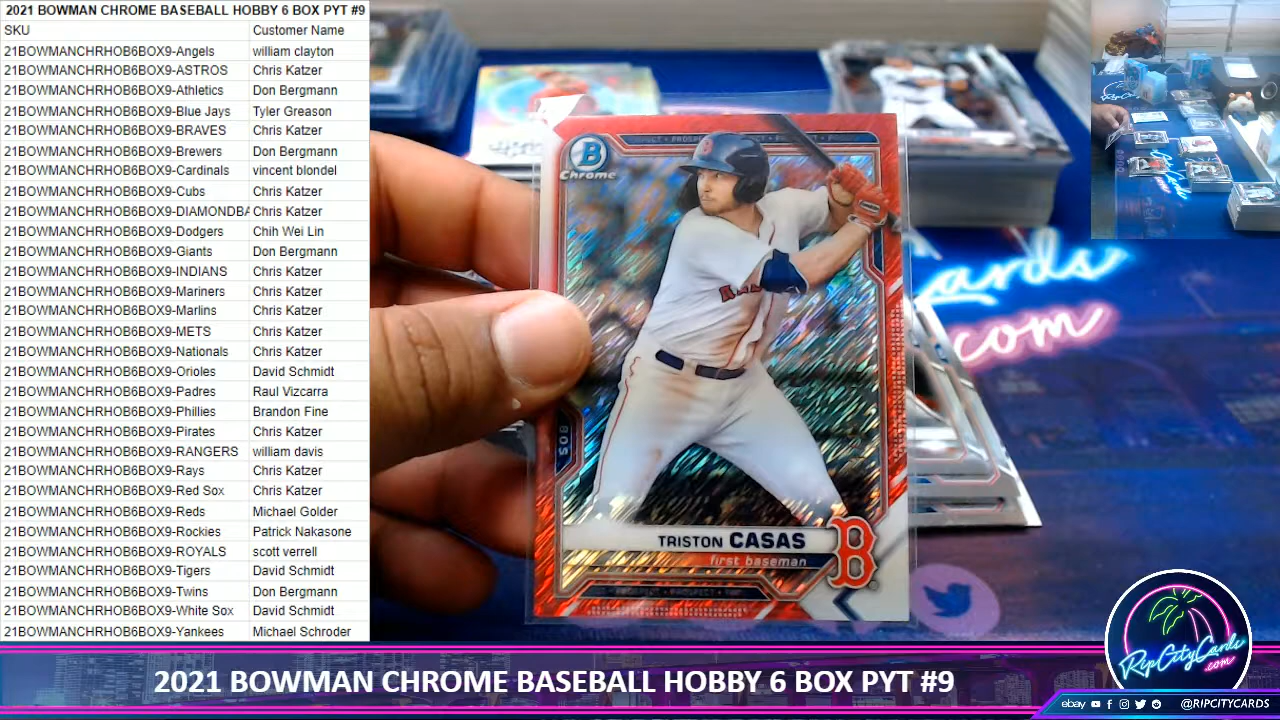 2021 BOWMAN CHROME BASEBALL HOBBY 6 BOX PYT #9
SKU Customer Name
21BOWMANCHRHOB6BOX9-Angels william clayton
21BOWMANCHRHOB6BOX9-ASTROS Chris Katzer
21BOWMANCHRHOB6BOX9-Athletics Don Bergmann
21BOWMANCHRHOB6BOX9-Blue Jays Tyler Greason
21BOWMANCHRHOB6BOX9-BRAVES Chris Katzer
21BOWMANCHRHOB6BOX9-Brewers Don Bergmann
21BOWMANCHRHOB6BOX9-Cardinals vincent blondel
21BOWMANCHRHOB6BOX9-Cubs Chris Katzer
21BOWMANCHRHOB6BOX9-DIAMONDBA Chris Katzer
21BOWMANCHRHOB6BOX9-Dodgers Chih Wei Lin
21BOWMANCHRHOB6BOX9-Giants Don Bergmann
21BOWMANCHRHOB6BOX9-INDIANS Chris Katzer
21BOWMANCHRHOB6BOX9-Mariners Chris Katzer
21BOWMANCHRHOB6BOX9-Marlins Chris Katzer
21BOWMANCHRHOB6BOX9-METS Chris Katzer
21BOWMANCHRHOB6BOX9-Nationals Chris Katzer
21BOWMANCHRHOB6BOX9-Orioles David Schmidt
21BOWMANCHRHOB6BOX9-Padres Raul Vizcarra
21BOWMANCHRHOB6BOX9-Phillies Brandon Fine
21BOWMANCHRHOB6BOX9-Pirates Chris Katzer
21BOWMANCHRHOB6BOX9-RANGERS william davis
21BOWMANCHRHOB6BOX9-Rays Chris Katzer
21BOWMANCHRHOB6BOX9-Red Sox Chris Katzer
21BOWMANCHRHOB6BOX9-Reds Michael Golder
21BOWMANCHRHOB6BOX9-Rockies Patrick Nakasone
21BOWMANCHRHOB6BOX9-ROYALS scott verrell
21BOWMANCHRHOB6BOX9-Tigers David Schmidt
21BOWMANCHRHOB6BOX9-Twins Don Bergmann
21BOWMANCHRHOB6BOX9-White Sox David Schmidt
21BOWMANCHRHOB6BOX9-Yankees Michael Schroder
B
Chrome
BOS
TRISTON CASAS
first baseman
B
Cards
.com
RipCityCards
.com
2021 BOWMAN CHROME BASEBALL HOBBY 6 BOX PYT #9
ebay @RIPCITYCARDS